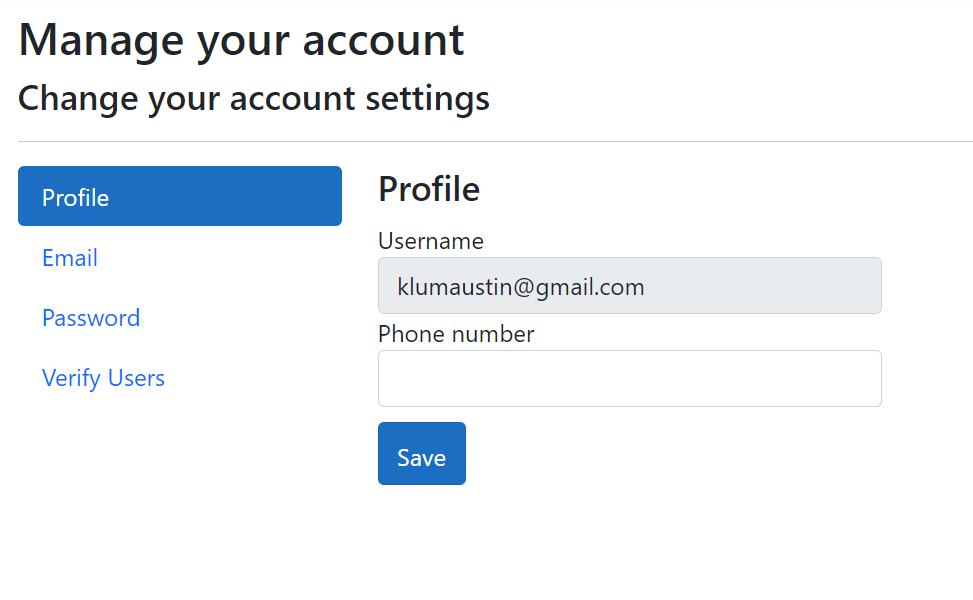 Manage your account
Change your account settings
Profile
Email
Password
Verify Users
Profile
Username
klumaustin@gmail.com
Phone number
Save